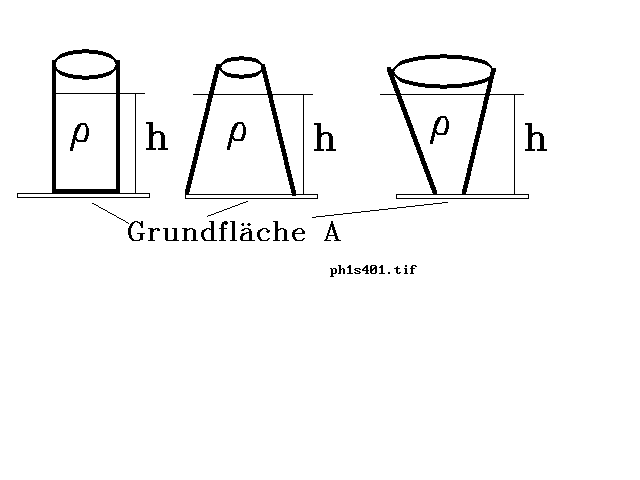 ρ h ρ h ρ h
Grundfläche A
ph1s401.tif